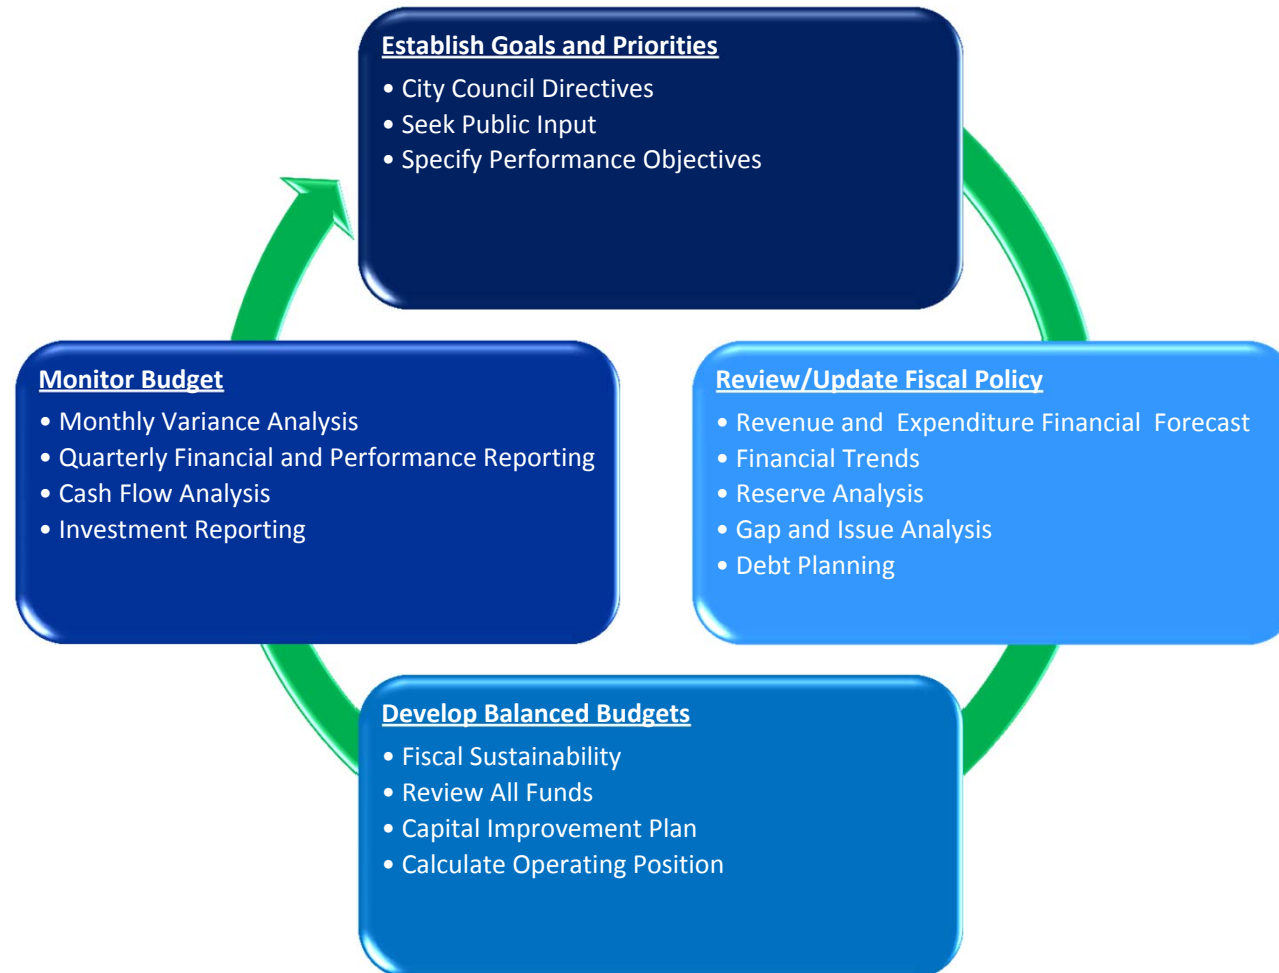 Establish Goals and Priorities
• City Council Directives
• Seek Public Input
• Specify Performance Objectives
Monitor Budget
• Monthly Variance Analysis
• Quarterly Financial and Performance Reporting
• Cash Flow Analysis
• Investment Reporting
Review/Update Fiscal Policy
• Revenue and Expenditure Financial Forecast
• Financial Trends
• Reserve Analysis
• Gap and Issue Analysis
• Debt Planning
Develop Balanced Budgets
• Fiscal Sustainability
• Review All Funds
• Capital Improvement Plan
• Calculate Operating Position